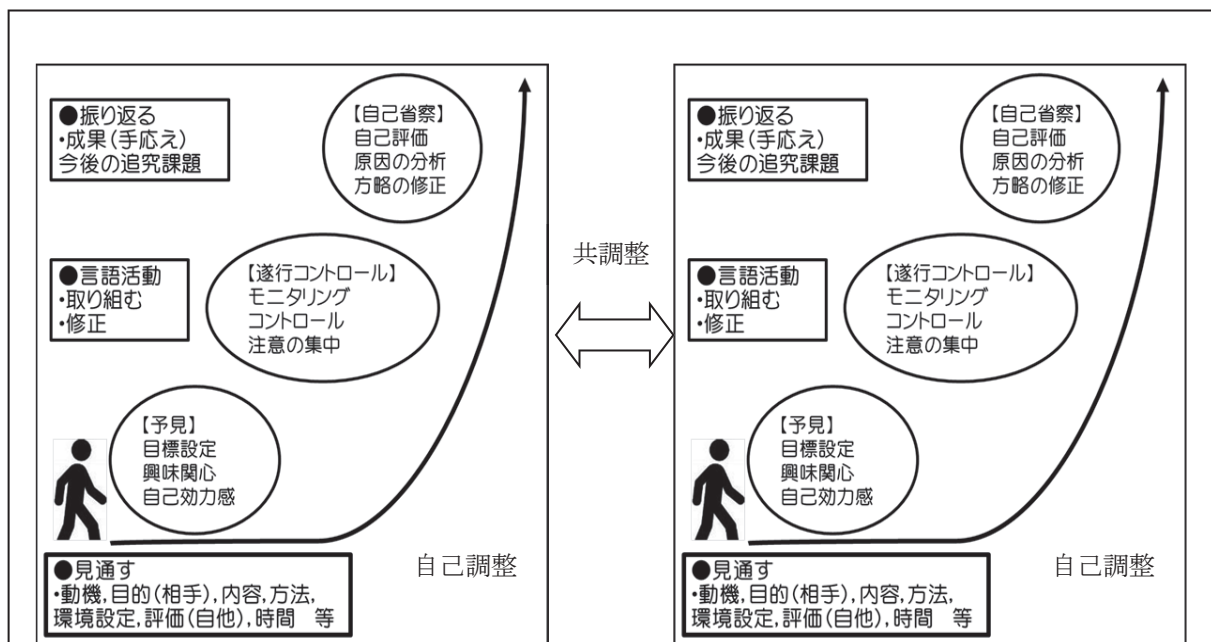 ●振り返る
・成果(手応え)
今後の追究課題
【自己省察】
自己評価
原因の分析
方略の修正
●言語活動
・取り組む
・修正
【遂行コントロール】
モニタリング
コントロール
注意の集中
【予見】
目標設定
興味関心
自己効力感
●見通す
・動機,目的(相手),内容,方法,
環境設定,評価(自他),時間　等
自己調整
共調整
●振り返る
・成果(手応え)
今後の追究課題
【自己省察】
自己評価
原因の分析
方略の修正
●言語活動
・取り組む
・修正
【遂行コントロール】
モニタリング
コントロール
注意の集中
【予見】
目標設定
興味関心
自己効力感
●見通す
・動機,目的(相手),内容,方法,
環境設定,評価(自他),時間　等
自己調整